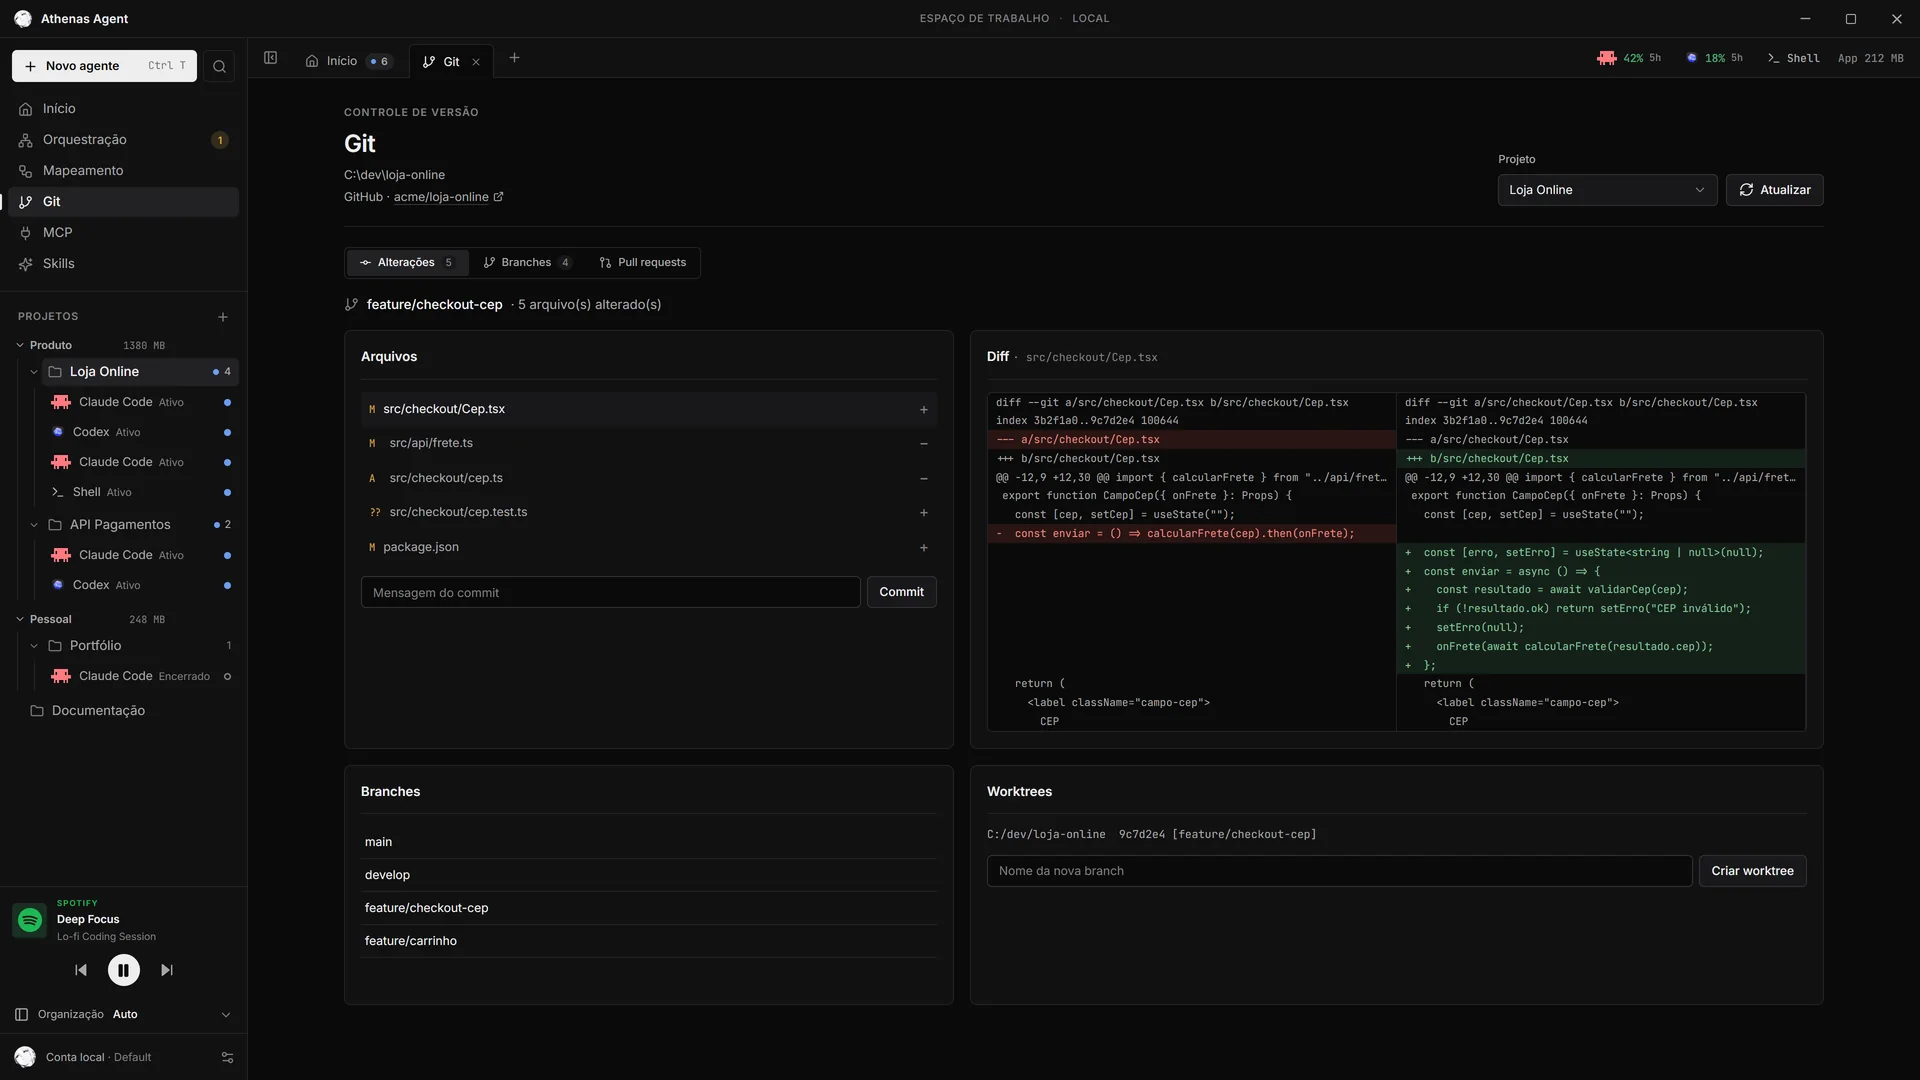 Athenas Agent
ESPAÇO DE TRABALHO · LOCAL
Novo agente Ctrl T
Início
Orquestração 1
Mapeamento
Git
MCP
Skills
PROJETOS
Produto 1380 MB
Loja Online 4
Claude Code Ativo
Codex Ativo
Claude Code Ativo
Shell Ativo
API Pagamentos 2
Claude Code Ativo
Codex Ativo
Pessoal 248 MB
Portfólio 1
Claude Code Encerrado
Documentação
SPOTIFY
Deep Focus
Lo-fi Coding Session
Organização Auto
Conta local · Default
Início 6
Git
42% 5h
18% 5h
Shell
App 212 MB
CONTROLE DE VERSÃO
Git
C:\dev\loja-online
GitHub · acme/loja-online
Projeto
Loja Online
Atualizar
Alterações 5
Branches 4
Pull requests
feature/checkout-cep · 5 arquivo(s) alterado(s)
Arquivos
M src/checkout/Cep.tsx +
M src/api/frete.ts −
A src/checkout/cep.ts −
?? src/checkout/cep.test.ts +
M package.json +
Mensagem do commit
Commit
Diff · src/checkout/Cep.tsx
diff --git a/src/checkout/Cep.tsx b/src/checkout/Cep.tsx
index 3b2f1a0..9c7d2e4 100644
--- a/src/checkout/Cep.tsx
+++ b/src/checkout/Cep.tsx
@@ -12,9 +12,30 @@ import { calcularFrete } from "../api/fret…
export function CampoCep({ onFrete }: Props) {
const [cep, setCep] = useState("");
- const enviar = () => calcularFrete(cep).then(onFrete);
return (
<label className="campo-cep">
CEP
diff --git a/src/checkout/Cep.tsx b/src/checkout/Cep.tsx
index 3b2f1a0..9c7d2e4 100644
--- a/src/checkout/Cep.tsx
+++ b/src/checkout/Cep.tsx
@@ -12,9 +12,30 @@ import { calcularFrete } from "../api/fret…
export function CampoCep({ onFrete }: Props) {
const [cep, setCep] = useState("");
+ const [erro, setErro] = useState<string | null>(null);
+ const enviar = async () => {
+ const resultado = await validarCep(cep);
+ if (!resultado.ok) return setErro("CEP inválido");
+ setErro(null);
+ onFrete(await calcularFrete(resultado.cep));
+ };
return (
<label className="campo-cep">
CEP
Branches
main
develop
feature/checkout-cep
feature/carrinho
Worktrees
C:/dev/loja-online 9c7d2e4 [feature/checkout-cep]
Nome da nova branch
Criar worktree